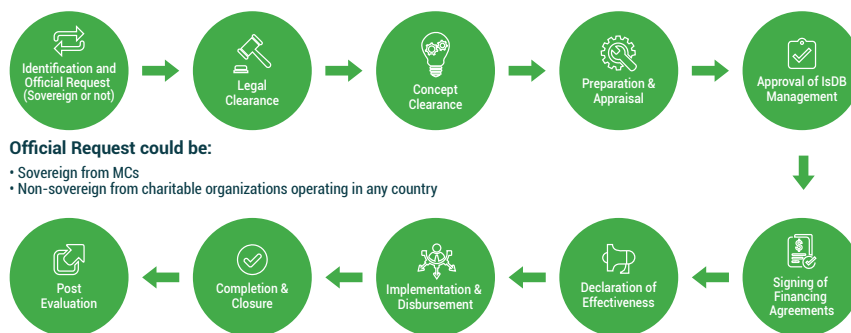 Identification and
Official Request
(Sovereign or not)
Legal
Clearance
Concept
Clearance
Preparation &
Appraisal
Approval of IsDB
Management
Official Request could be:
• Sovereign from MCs
• Non-sovereign from charitable organizations operating in any country
Post
Evaluation
Completion &
Closure
Implementation &
Disbursement
Declaration of
Effectiveness
$
Signing of
Financing
Agreements